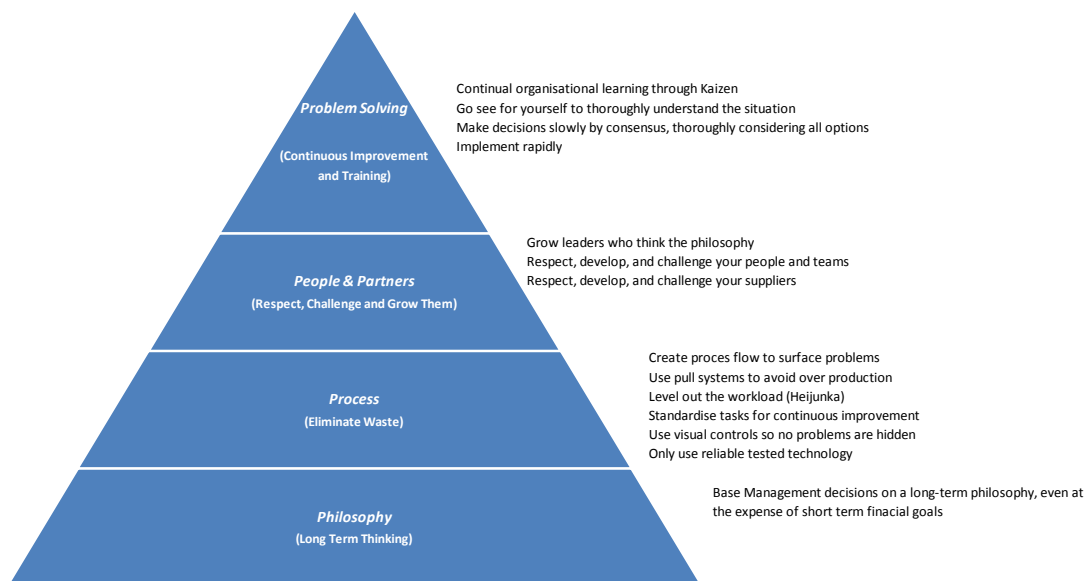 Problem Solving
(Continuous Improvement
and Training)
Continual organisational learning through Kaizen
Go see for yourself to thoroughly understand the situation
Make decisions slowly by consensus, thoroughly considering all options
Implement rapidly
People & Partners
(Respect, Challenge and Grow Them)
Grow leaders who think the philosophy
Respect, develop, and challenge your people and teams
Respect, develop, and challenge your suppliers
Process
(Eliminate Waste)
Create proces flow to surface problems
Use pull systems to avoid over production
Level out the workload (Heijunka)
Standardise tasks for continuous improvement
Use visual controls so no problems are hidden
Only use reliable tested technology
Philosophy
(Long Term Thinking)
Base Management decisions on a long-term philosophy, even at
the expense of short term finacial goals